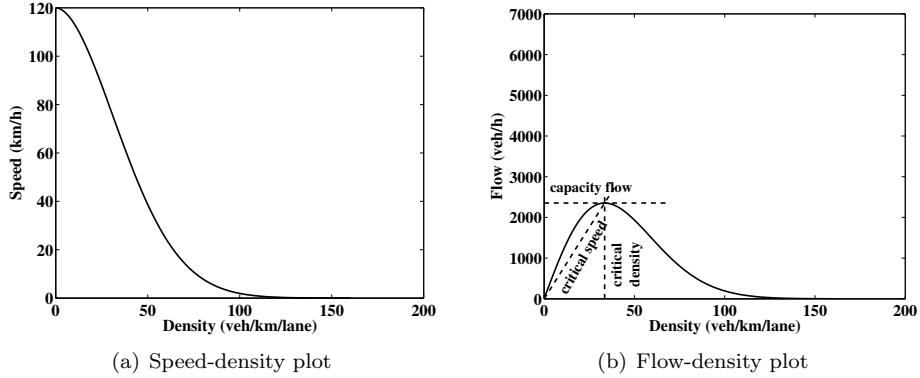 120
100
80
60
40
20
0
Speed (km/h)
0 50 100 150 200
Density (veh/km/lane)
(a) Speed-density plot
7000
6000
5000
4000
3000
2000
1000
0
Flow (veh/h)
capacity flow
critical speed
critical
density
0 50 100 150 200
Density (veh/km/lane)
(b) Flow-density plot